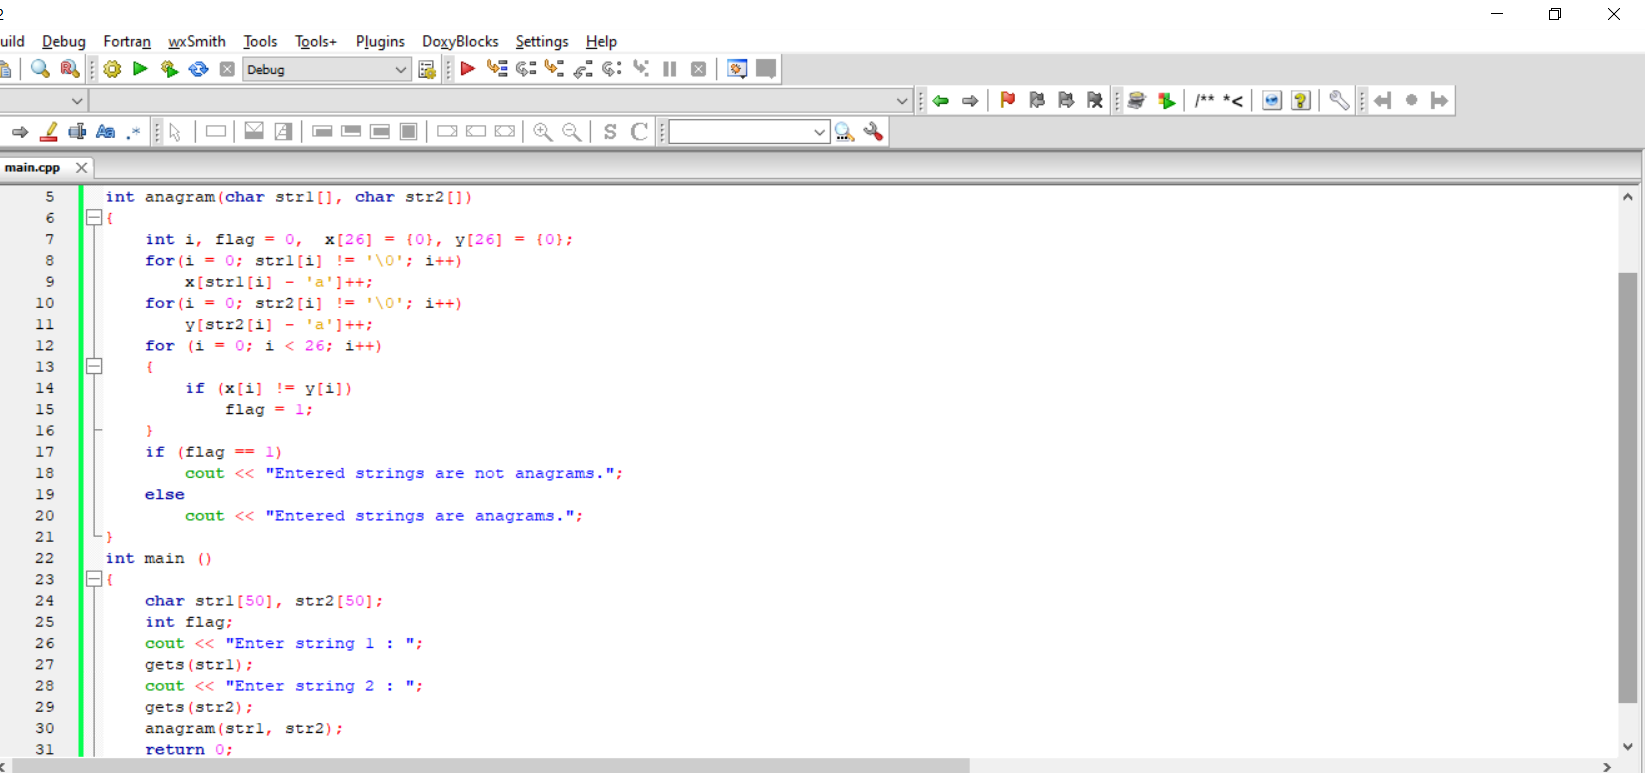 2
uild Debug Fortran wxSmith Tools Tools+ Plugins DoxyBlocks Settings Help
Debug
/** *<
Aa .* S C
main.cpp
5 int anagram(char str1[], char str2[])
6 {
7 int i, flag = 0,  x[26] = {0}, y[26] = {0};
8 for(i = 0; str1[i] != '\0'; i++)
9 x[str1[i] - 'a']++;
10 for(i = 0; str2[i] != '\0'; i++)
11 y[str2[i] - 'a']++;
12 for (i = 0; i < 26; i++)
13 {
14 if (x[i] != y[i])
15 flag = 1;
16 }
17 if (flag == 1)
18 cout << "Entered strings are not anagrams.";
19 else
20 cout << "Entered strings are anagrams.";
21 }
22 int main ()
23 {
24 char str1[50], str2[50];
25 int flag;
26 cout << "Enter string 1 : ";
27 gets(str1);
28 cout << "Enter string 2 : ";
29 gets(str2);
30 anagram(str1, str2);
31 return 0;